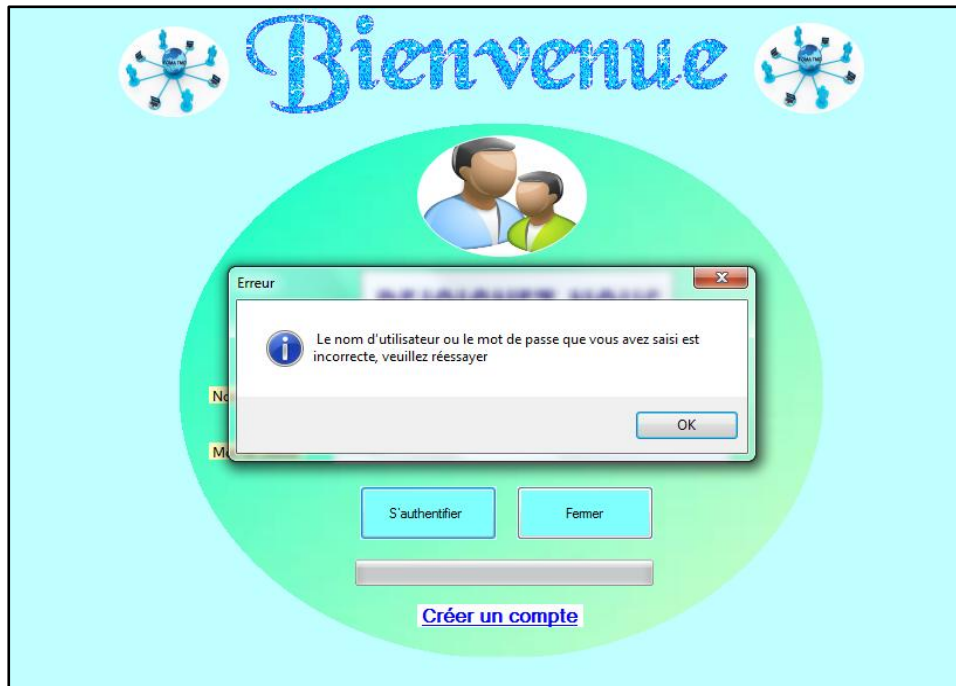 Bienvenue
Erreur
Le nom d'utilisateur ou le mot de passe que vous avez saisi est
incorrecte, veuillez réessayer
OK
S'authentifier
Fermer
Créer un compte